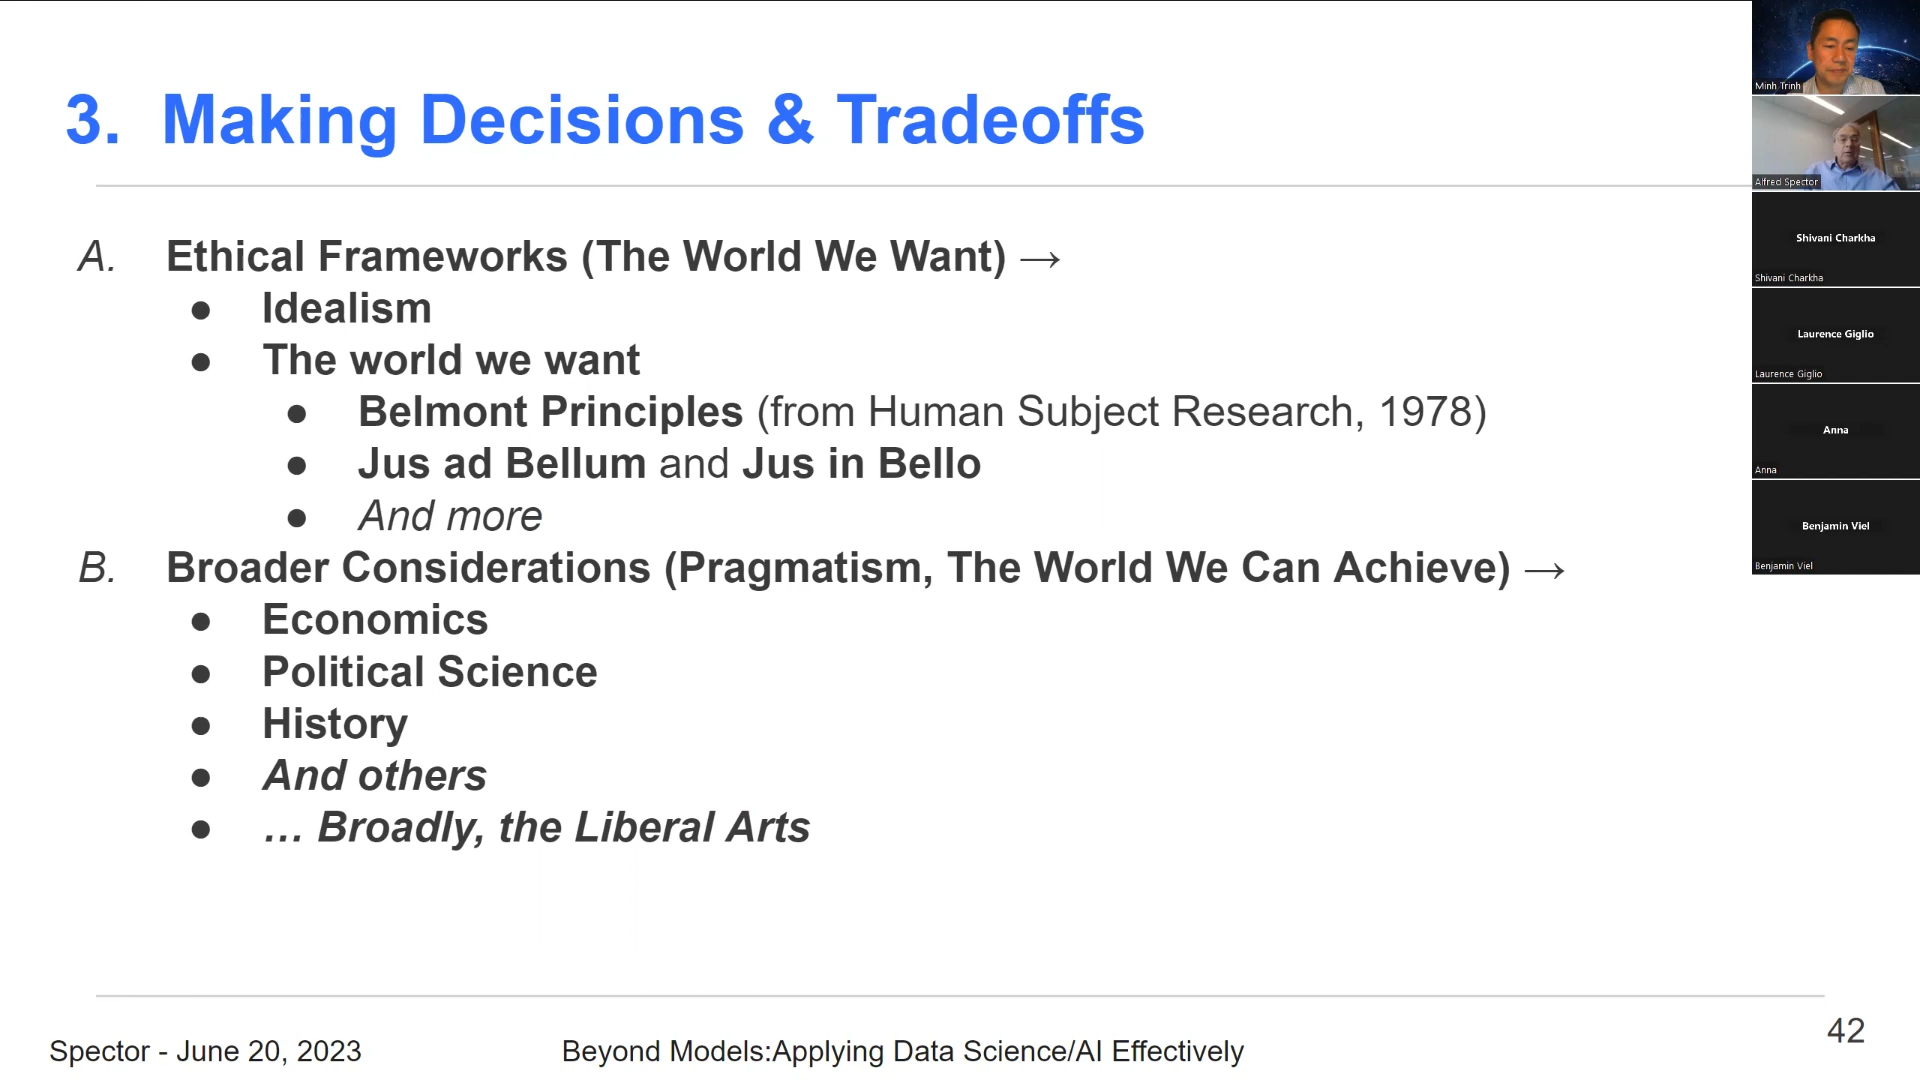 3. Making Decisions & Tradeoffs
A. Ethical Frameworks (The World We Want) →
● Idealism
● The world we want
● Belmont Principles (from Human Subject Research, 1978)
● Jus ad Bellum and Jus in Bello
● And more
B. Broader Considerations (Pragmatism, The World We Can Achieve) →
● Economics
● Political Science
● History
● And others
● … Broadly, the Liberal Arts
Spector - June 20, 2023
Beyond Models:Applying Data Science/AI Effectively
42
Minh Trinh
Alfred Spector
Shivani Charkha
Shivani Charkha
Laurence Giglio
Laurence Giglio
Anna
Anna
Benjamin Viel
Benjamin Viel